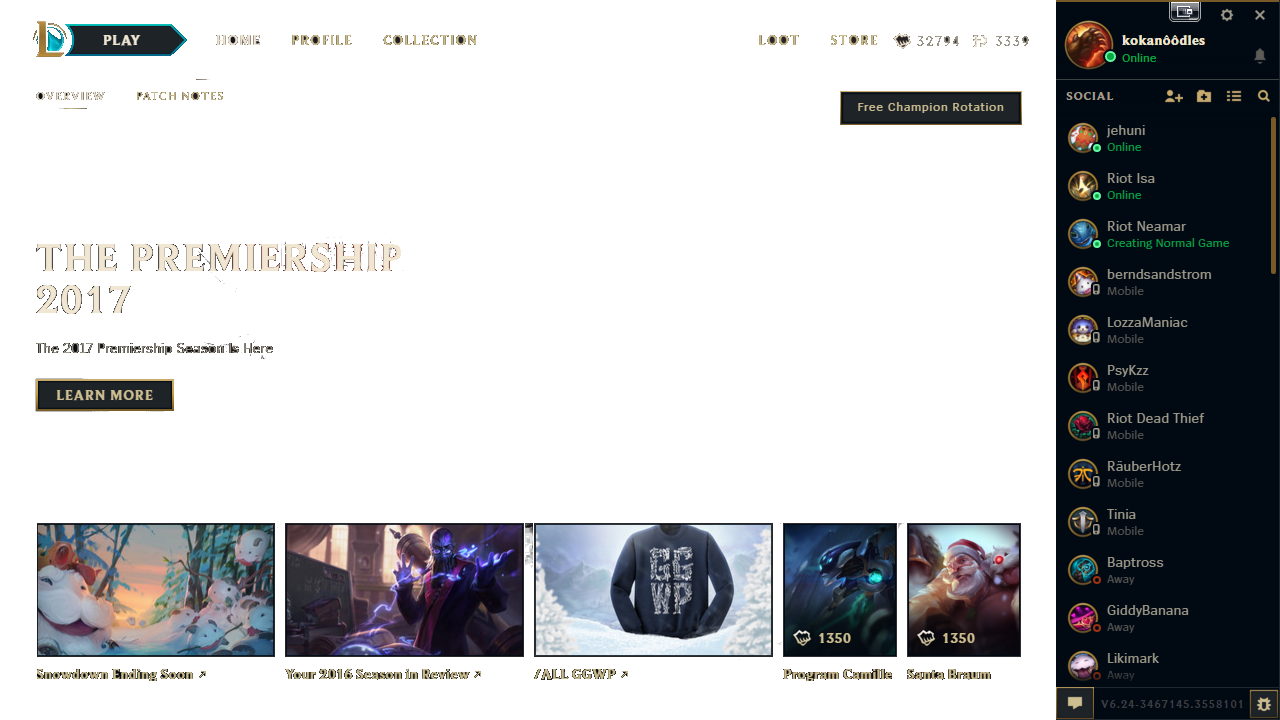 PLAY
HOME
PROFILE
COLLECTION
LOOT
STORE
32794
3339
kokanôôdles
Online
OVERVIEW
PATCH NOTES
Free Champion Rotation
SOCIAL
jehuni
Online
Riot Isa
Online
Riot Neamar
Creating Normal Game
berndsandstrom
Mobile
LozzaManiac
Mobile
PsyKzz
Mobile
Riot Dead Thief
Mobile
RäuberHotz
Mobile
Tinia
Mobile
Baptross
Away
GiddyBanana
Away
Likimark
Away
THE PREMIERSHIP
2017
The 2017 Premiership Season Is Here
LEARN MORE
GG
WP
1350
1350
Snowdown Ending Soon
Your 2016 Season in Review
/ALL GGWP
Program Camille
Santa Braum
V6.24-3467145.3558101